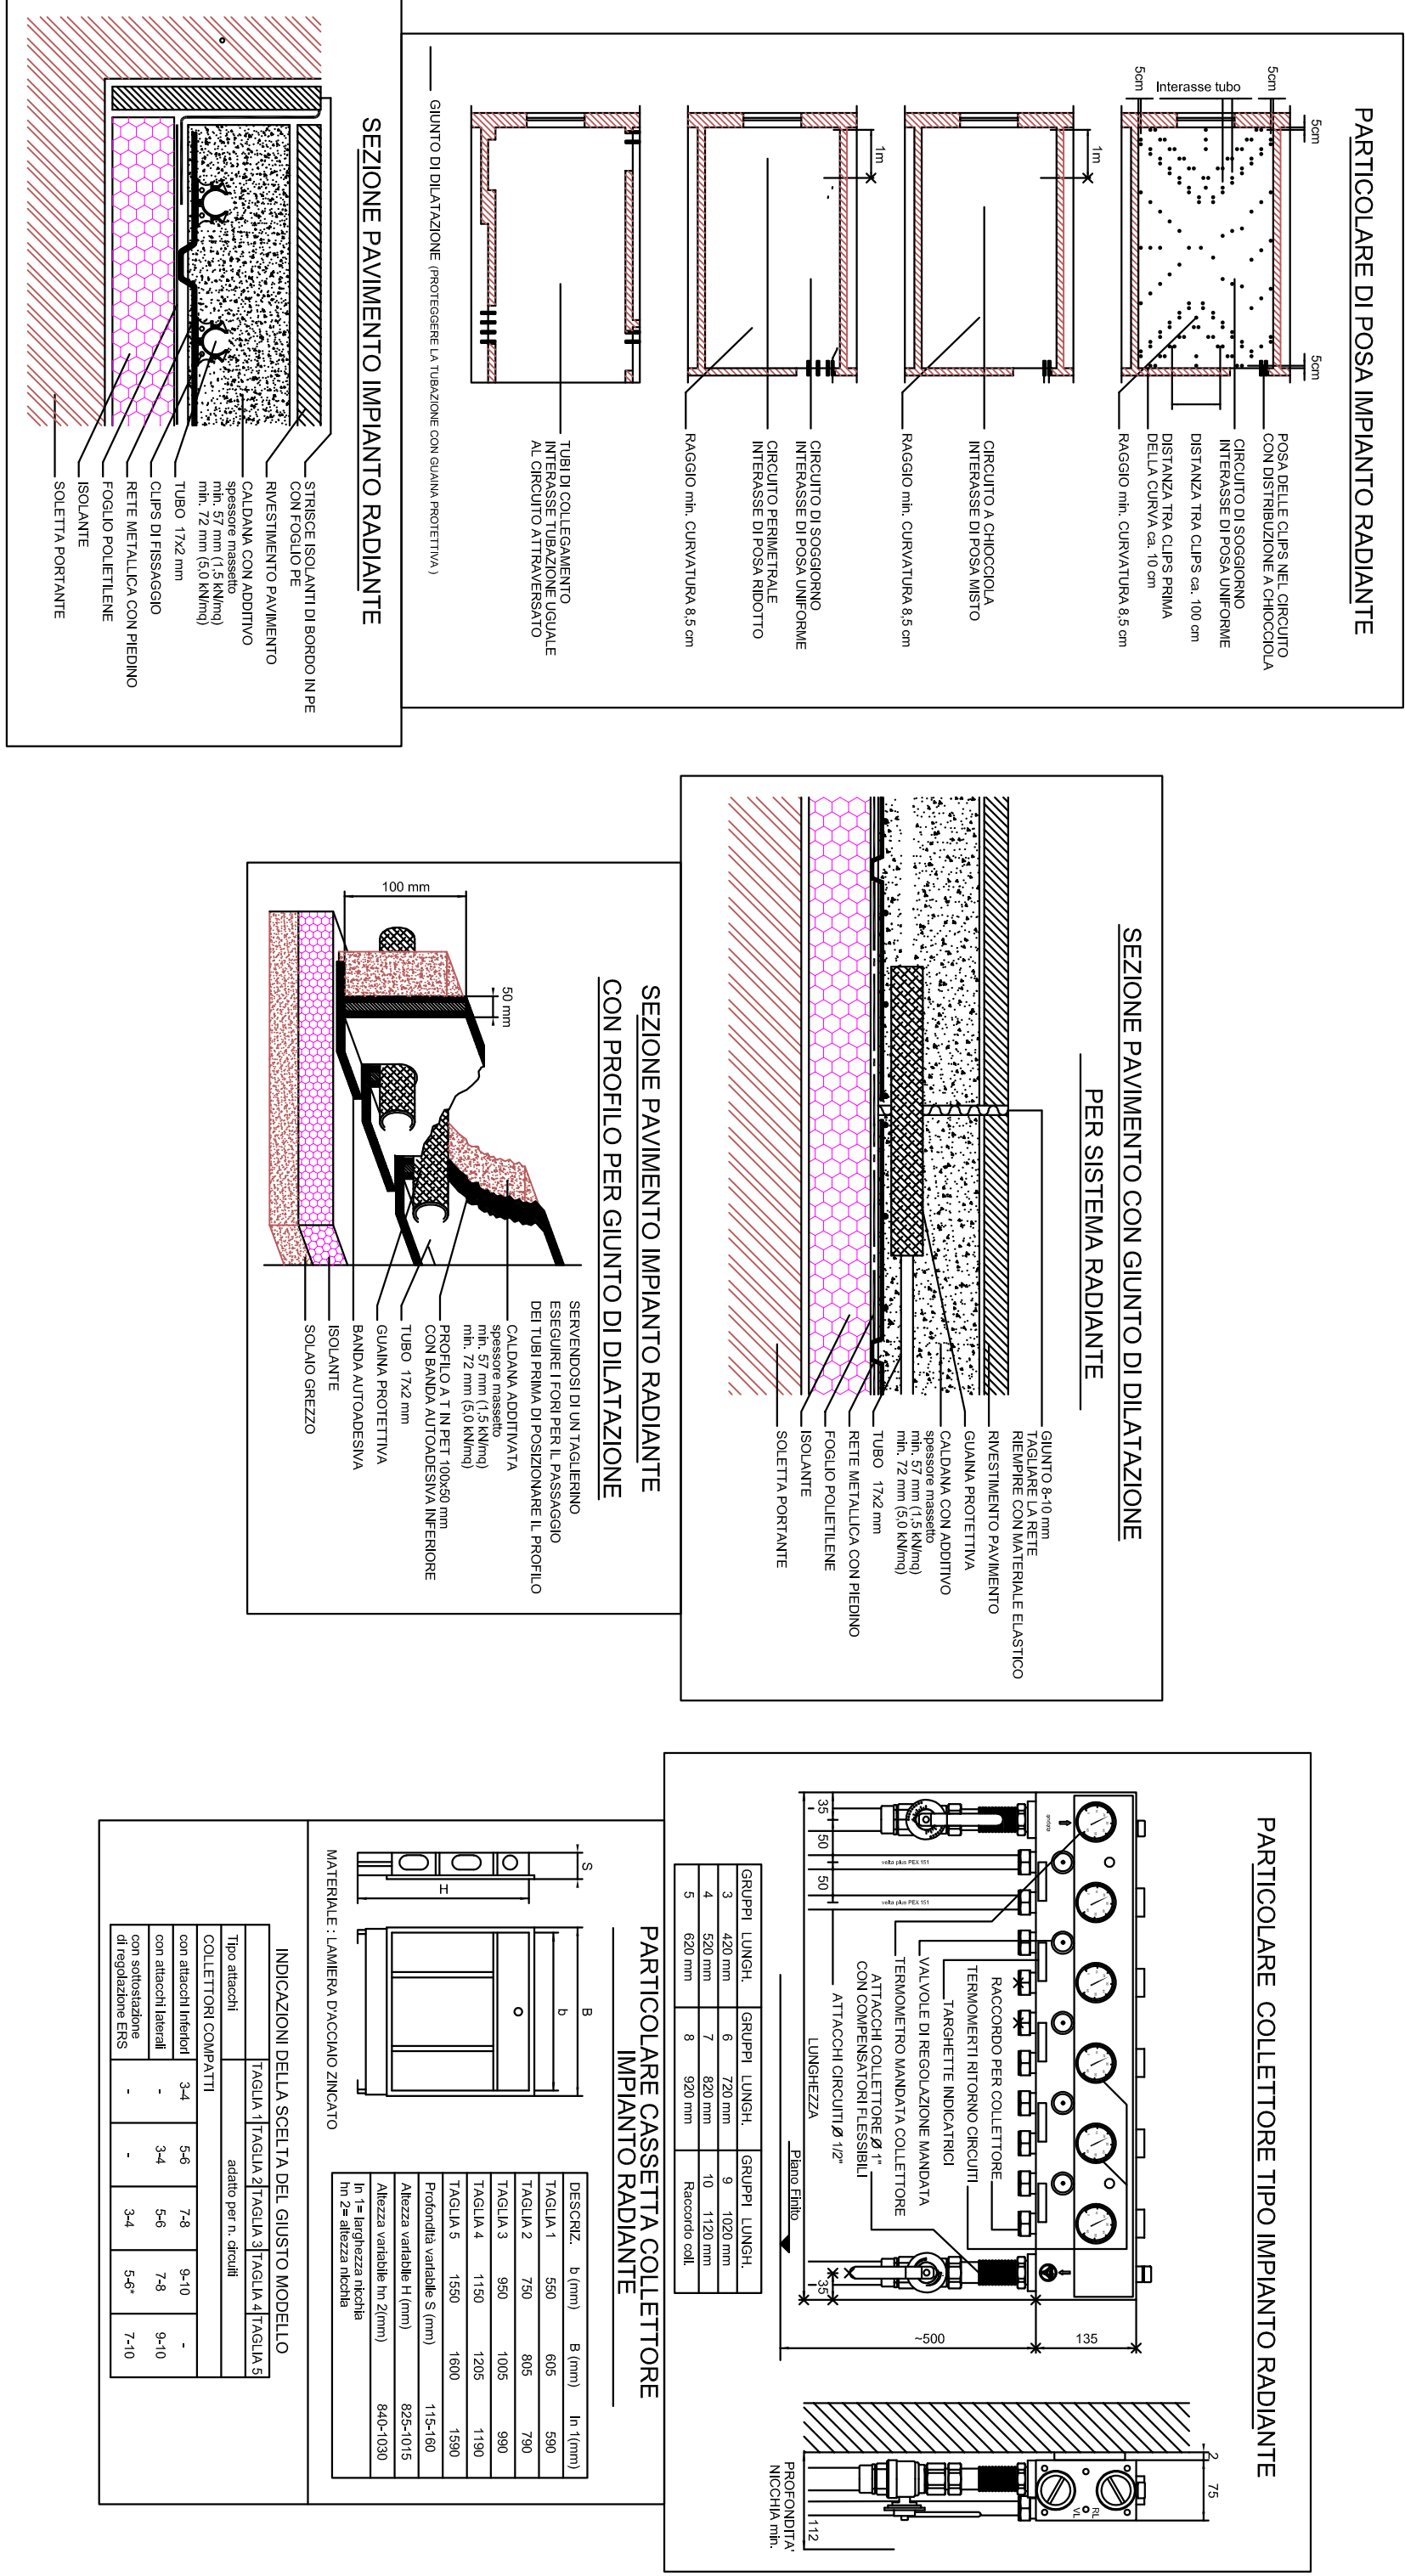 PARTICOLARE DI POSA IMPIANTO RADIANTE
5cm
5cm
5cm
5cm
Interasse tubo
POSA DELLE CLIPS NEL CIRCUITO
CON DISTRIBUZIONE A CHIOCCIOLA
CIRCUITO DI SOGGIORNO
INTERASSE DI POSA UNIFORME
DISTANZA TRA CLIPS ca. 100 cm
DISTANZA TRA CLIPS PRIMA
DELLA CURVA ca. 10 cm
RAGGIO min. CURVATURA 8,5 cm
1m
CIRCUITO A CHIOCCIOLA
INTERASSE DI POSA MISTO
RAGGIO min. CURVATURA 8,5 cm
1m
CIRCUITO DI SOGGIORNO
INTERASSE DI POSA UNIFORME
CIRCUITO PERIMETRALE
INTERASSE DI POSA RIDOTTO
RAGGIO min. CURVATURA 8,5 cm
TUBI DI COLLEGAMENTO
INTERASSE TUBAZIONE UGUALE
AL CIRCUITO ATTRAVERSATO
GIUNTO DI DILATAZIONE (PROTEGGERE LA TUBAZIONE CON GUAINA PROTETTIVA )
SEZIONE PAVIMENTO IMPIANTO RADIANTE
STRISCE ISOLANTI DI BORDO IN PE
CON FOGLIO PE
RIVESTIMENTO PAVIMENTO
CALDANA CON ADDITIVO
spessore massetto
min. 57 mm (1,5 kN/mq)
min. 72 mm (5,0 kN/mq)
TUBO 17x2 mm
CLIPS DI FISSAGGIO
RETE METALLICA CON PIEDINO
FOGLIO POLIETILENE
ISOLANTE
SOLETTA PORTANTE
SEZIONE PAVIMENTO CON GIUNTO DI DILATAZIONE
PER SISTEMA RADIANTE
GIUNTO 8-10 mm
TAGLIARE LA RETE
RIEMPIRE CON MATERIALE ELASTICO
RIVESTIMENTO PAVIMENTO
GUAINA PROTETTIVA
CALDANA CON ADDITIVO
spessore massetto
min. 57 mm (1,5 kN/mq)
min. 72 mm (5,0 kN/mq)
TUBO 17x2 mm
RETE METALLICA CON PIEDINO
FOGLIO POLIETILENE
ISOLANTE
SOLETTA PORTANTE
SEZIONE PAVIMENTO IMPIANTO RADIANTE
CON PROFILO PER GIUNTO DI DILATAZIONE
100 mm
50 mm
SERVENDOSI DI UN TAGLIERINO
ESEGUIRE I FORI PER IL PASSAGGIO
DEI TUBI PRIMA DI POSIZIONARE IL PROFILO
CALDANA ADDITIVATA
spessore massetto
min. 57 mm (1,5 kN/mq)
min. 72 mm (5,0 kN/mq)
PROFILO A T IN PET 100x50 mm
CON BANDA AUTOADESIVA INFERIORE
TUBO 17x2 mm
GUAINA PROTETTIVA
BANDA AUTOADESIVA
ISOLANTE
SOLAIO GREZZO
PARTICOLARE COLLETTORE TIPO IMPIANTO RADIANTE
andata
velta plus PEX 151
velta plus PEX 151
35
50
50
35
135
~500
2
75
RL
VL
112
PROFONDITA'
NICCHIA min.
RACCORDO PER COLLETTORE
TERMOMERTI RITORNO CIRCUITI
TARGHETTE INDICATRICI
VALVOLE DI REGOLAZIONE MANDATA
TERMOMETRO MANDATA COLLETTORE
ATTACCHI COLLETTORE Ø 1"
CON COMPENSATORI FLESSIBILI
ATTACCHI CIRCUITI Ø 1/2"
LUNGHEZZA
Piano Finito
GRUPPI LUNGH. GRUPPI LUNGH. GRUPPI LUNGH.
3 420 mm 6 720 mm 9 1020 mm
4 520 mm 7 820 mm 10 1120 mm
5 620 mm 8 920 mm Raccordo coll.
PARTICOLARE CASSETTA COLLETTORE
IMPIANTO RADIANTE
S
H
B
b
MATERIALE : LAMIERA D'ACCIAIO ZINCATO
DESCRIZ. b (mm) B (mm) ln 1(mm)
TAGLIA 1 550 605 590
TAGLIA 2 750 805 790
TAGLIA 3 950 1005 990
TAGLIA 4 1150 1205 1190
TAGLIA 5 1550 1600 1590
Profondità variabile S (mm) 115-160
Altezza variabile H (mm) 825-1015
Altezza variabile hn 2(mm) 840-1030
ln 1= larghezza nicchia
hn 2= altezza nicchia
INDICAZIONI DELLA SCELTA DEL GIUSTO MODELLO
TAGLIA 1 TAGLIA 2 TAGLIA 3 TAGLIA 4 TAGLIA 5
Tipo attacchi adatto per n. circuiti
COLLETTORI COMPATTI
con attacchi inferiori 3-4 5-6 7-8 9-10 -
con attacchi laterali - 3-4 5-6 7-8 9-10
con sottostazione
di regolazione ERS - - 3-4 5-6* 7-10